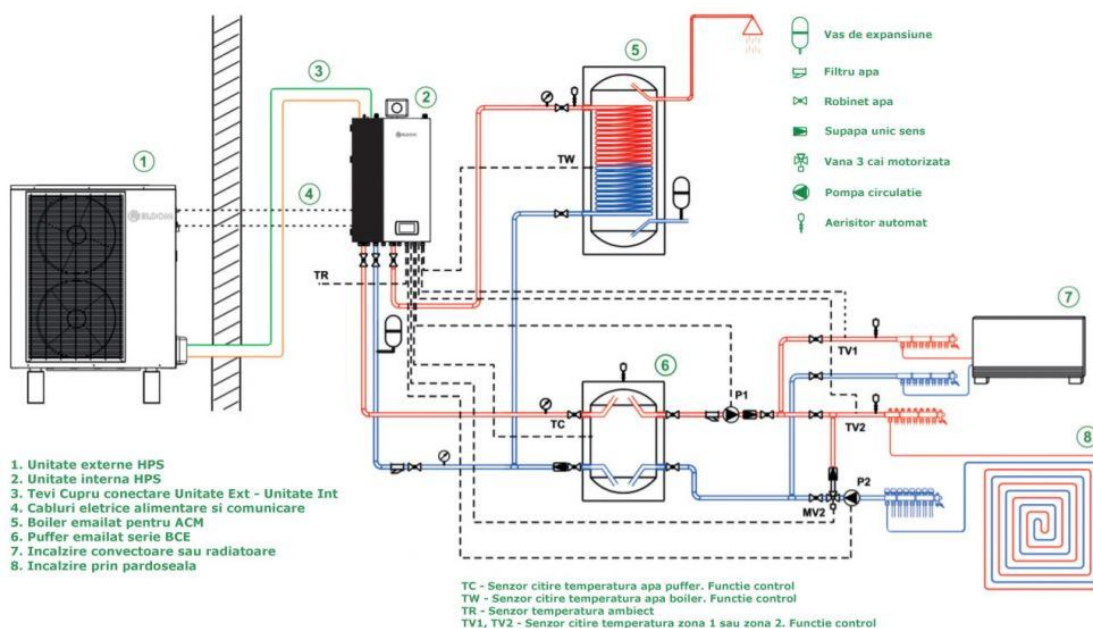 5
Vas de expansiune
3
2
Filtru apa
1
Robinet apa
ELDOM
TW
Supapa unic sens
ELDOM
4
Vana 3 cai motorizata
Pompa circulatie
Aerisitor automat
TR
7
TV1
6
P1
TC
TV2
8
P2
MV2
1. Unitate externe HPS
2. Unitate interna HPS
3. Tevi Cupru conectare Unitate Ext - Unitate Int
4. Cabluri eletrice alimentare si comunicare
5. Boiler emailat pentru ACM
6. Puffer emailat serie BCE
7. Incalzire convectoare sau radiatoare
8. Incalzire prin pardoseala
TC - Senzor citire temperatura apa puffer. Functie control
TW - Senzor citire temperatura apa boiler. Functie control
TR - Senzor temperatura ambiect
TV1, TV2 - Senzor citire temperatura zona 1 sau zona 2. Functie control